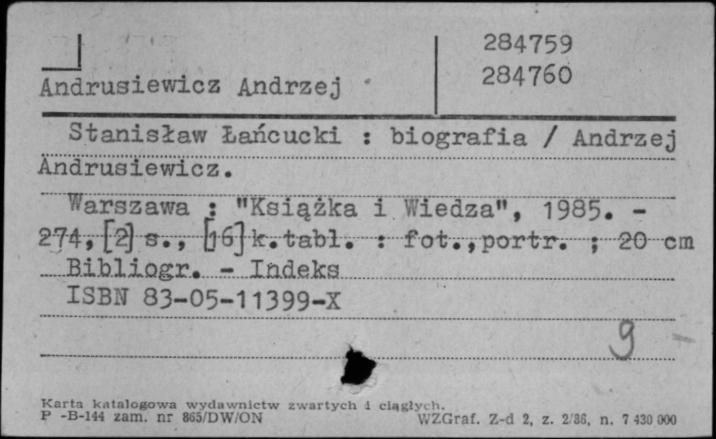 284759
284760
Andrusiewicz Andrzej
Stanisław Łańcucki : biografia / Andrzej
Andrusiewicz.
Warszawa : "Książka i Wiedza", 1985. -
274,[2] s., [16]k.tabl. : fot.,portr. ; 20 cm
Bibliogr. - Indeks
ISBN 83-05-11399-X
9
Karta katalogowa wydawnictw zwartych i ciągłych.
P -B-144 zam. nr 865/DW/ON WZGraf. Z-d 2, z. 2/86, n. 7 430 000